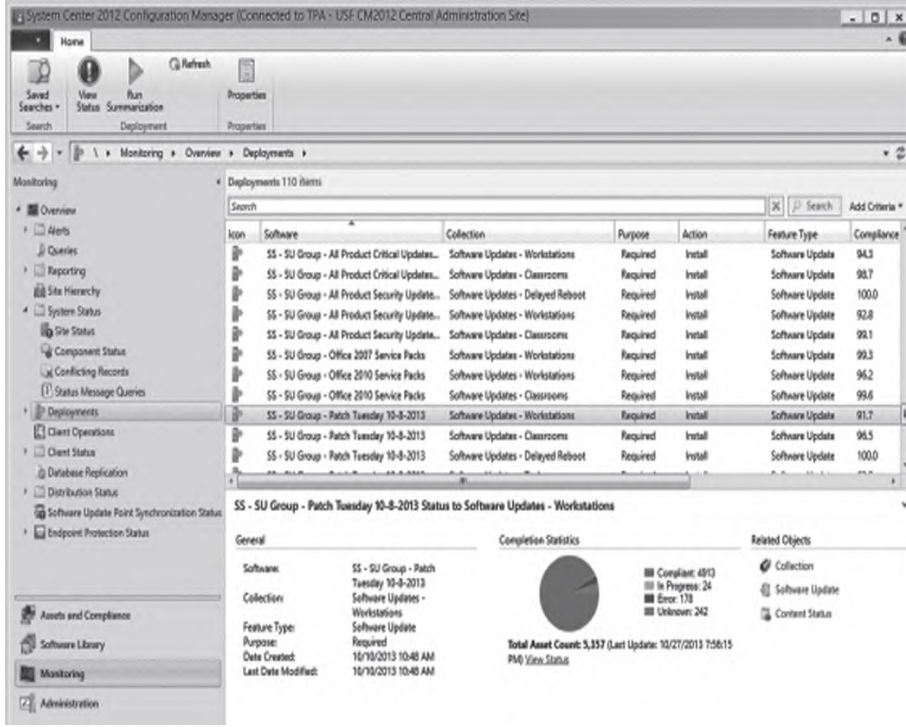 System Center 2012 Configuration Manager (Connected to TPA - USF CM2012 Central Administration Site)
Home
Saved Searches
View Status
Run Summarization
Refresh
Properties
Search
Deployment
Properties
\ Monitoring Overview Deployments
Monitoring
Overview
Alerts
Queries
Reporting
Site Hierarchy
System Status
Site Status
Component Status
Conflicting Records
Status Message Queries
Deployments
Client Operations
Client Status
Database Replication
Distribution Status
Software Update Point Synchronization Status
Endpoint Protection Status
Assets and Compliance
Software Library
Monitoring
Administration
Deployments 110 items
Search
Search
Add Criteria
Icon Software Collection Purpose Action Feature Type Compliance
SS - SU Group - All Product Critical Updates... Software Updates - Workstations Required Install Software Update 94.3
SS - SU Group - All Product Critical Updates... Software Updates - Classrooms Required Install Software Update 98.7
SS - SU Group - All Product Security Update... Software Updates - Delayed Reboot Required Install Software Update 100.0
SS - SU Group - All Product Security Update... Software Updates - Workstations Required Install Software Update 92.8
SS - SU Group - All Product Security Update... Software Updates - Classrooms Required Install Software Update 99.1
SS - SU Group - Office 2007 Service Packs Software Updates - Workstations Required Install Software Update 99.3
SS - SU Group - Office 2010 Service Packs Software Updates - Workstations Required Install Software Update 96.2
SS - SU Group - Office 2010 Service Packs Software Updates - Classrooms Required Install Software Update 99.6
SS - SU Group - Patch Tuesday 10-8-2013 Software Updates - Workstations Required Install Software Update 91.7
SS - SU Group - Patch Tuesday 10-8-2013 Software Updates - Classrooms Required Install Software Update 96.5
SS - SU Group - Patch Tuesday 10-8-2013 Software Updates - Delayed Reboot Required Install Software Update 100.0
SS - SU Group - Patch Tuesday 10-8-2013 Status to Software Updates - Workstations
General
Software: SS - SU Group - Patch
Tuesday 10-8-2013
Collection: Software Updates -
Workstations
Feature Type: Software Update
Purpose: Required
Date Created: 10/10/2013 10:48 AM
Last Date Modified: 10/10/2013 10:48 AM
Completion Statistics
Compliant: 4913
In Progress: 24
Error: 178
Unknown: 242
Total Asset Count: 5,357 (Last Update: 10/27/2013 7:56:15
PM) View Status
Related Objects
Collection
Software Update
Content Status